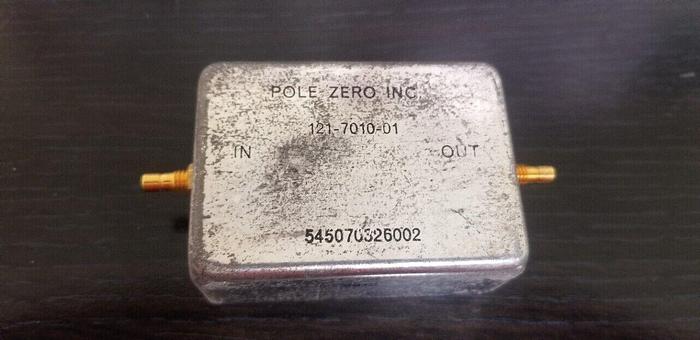 POLE ZERO INC
121-7010-01
IN OUT
545070326002